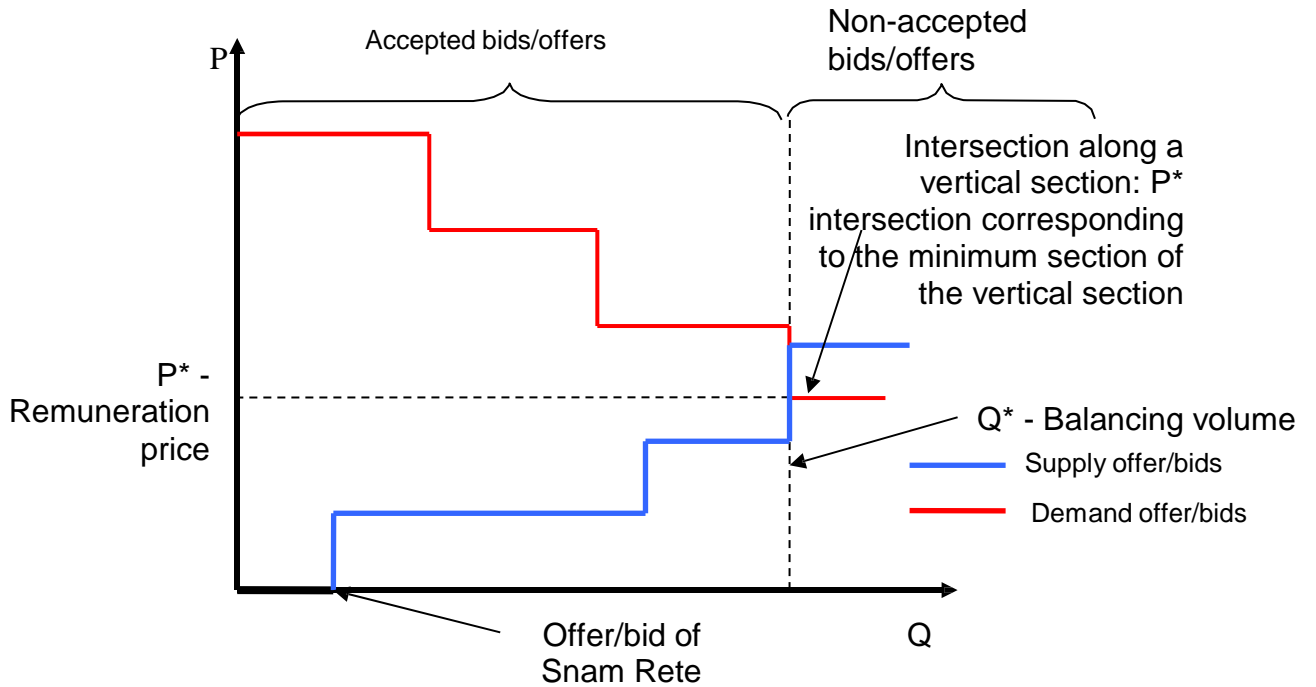 P
Accepted bids/offers
Non-accepted
bids/offers
Intersection along a
vertical section: P*
intersection corresponding
to the minimum section of
the vertical section
P* -
Remuneration
price
Q* - Balancing volume
Supply offer/bids
Demand offer/bids
Offer/bid of
Snam Rete
Q